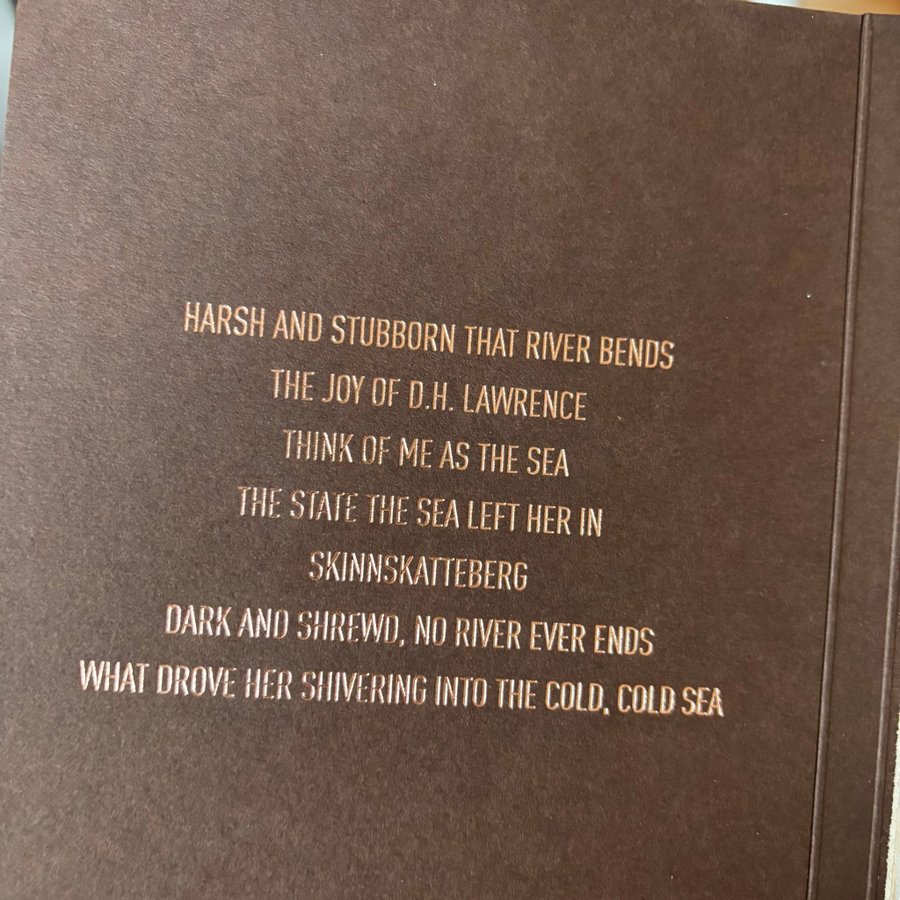 HARSH AND STUBBORN THAT RIVER BENDS
THE JOY OF D.H. LAWRENCE
THINK OF ME AS THE SEA
THE STATE THE SEA LEFT HER IN
SKINNSKATTEBERG
DARK AND SHREWD, NO RIVER EVER ENDS
WHAT DROVE HER SHIVERING INTO THE COLD, COLD SEA